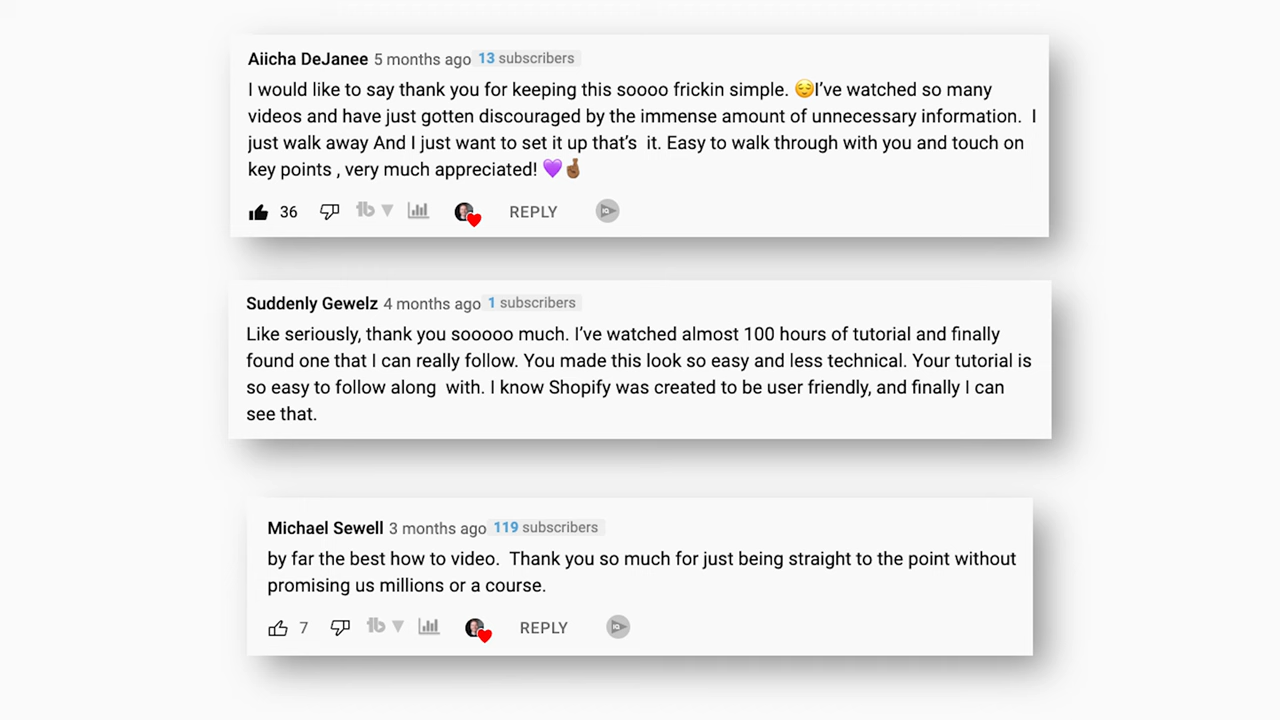 Aiicha DeJanee 5 months ago 13 subscribers
I would like to say thank you for keeping this soooo frickin simple. 😌I've watched so many
videos and have just gotten discouraged by the immense amount of unnecessary information.  I
just walk away And I just want to set it up that's  it. Easy to walk through with you and touch on
key points , very much appreciated! 💜🤞🏾
36 REPLY
Suddenly Gewelz 4 months ago 1 subscribers
Like seriously, thank you sooooo much. I've watched almost 100 hours of tutorial and finally
found one that I can really follow. You made this look so easy and less technical. Your tutorial is
so easy to follow along  with. I know Shopify was created to be user friendly, and finally I can
see that.
Michael Sewell 3 months ago 119 subscribers
by far the best how to video.  Thank you so much for just being straight to the point without
promising us millions or a course.
7 REPLY